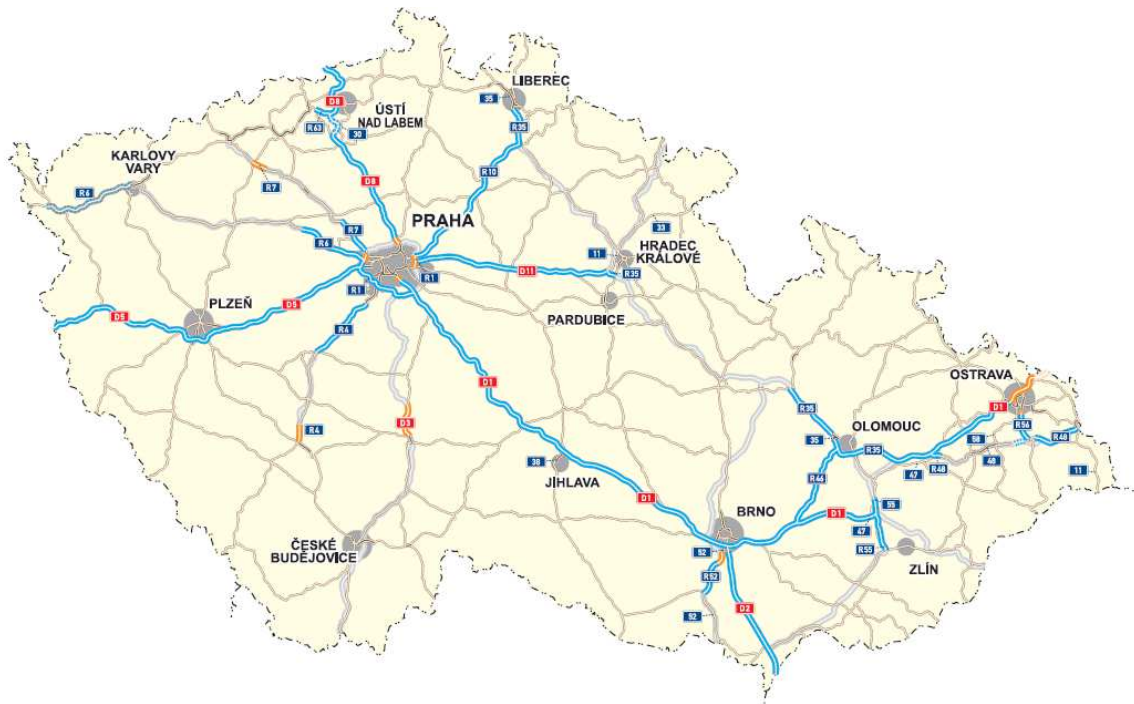 LIBEREC
35
D8
ÚSTÍ
NAD LABEM
R63
30
R35
KARLOVY
VARY
R6
R7
D8
R10
PRAHA
33
R7
R6
11
HRADEC
KRÁLOVÉ
R1
D11
R35
R1
PLZEŇ
D5
D5
R4
PARDUBICE
OSTRAVA
D1
D1
R35
D3
R56
R4
35
OLOMOUC
58
R48
R35
47
R48
48
11
38
JIHLAVA
R46
D1
BRNO
D1
55
47
ČESKÉ
BUDĚJOVICE
52
R55
ZLÍN
R52
D2
52